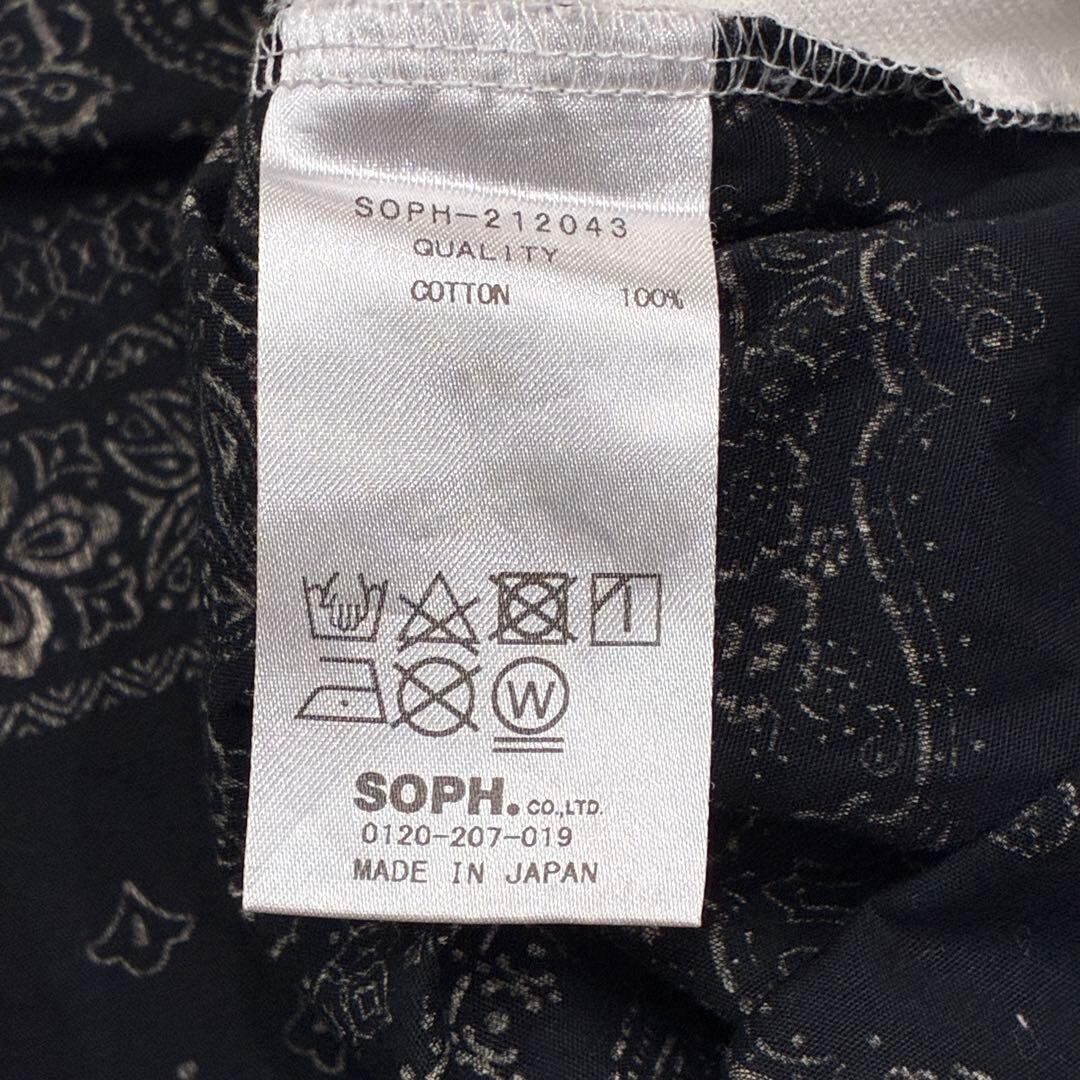 SOPH-212043
QUALITY
COTTON 100%
W
SOPH. CO.,LTD.
0120-207-019
MADE IN JAPAN